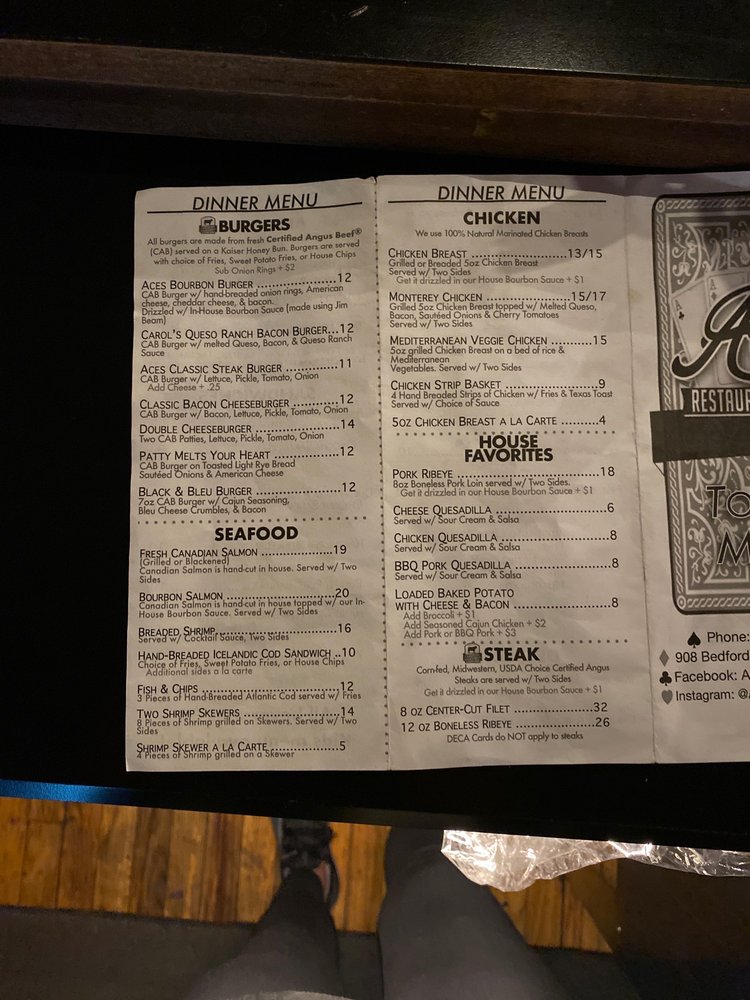 DINNER MENU
BURGERS
All burgers are made from fresh Certified Angus Beef®
(CAB) served on a Kaiser Honey Bun. Burgers are served
with choice of Fries, Sweet Potato Fries, or House Chips
Sub Onion Rings + $2
ACES BOURBON BURGER ..................12
CAB Burger w/ hand-breaded onion rings, American
cheese, cheddar cheese, & bacon.
Drizzled w/ In-House Bourbon Sauce (made using Jim
Beam)
CAROL'S QUESO RANCH BACON BURGER...12
CAB Burger w/ melted Queso, Bacon, & Queso Ranch
Sauce
ACES CLASSIC STEAK BURGER ............11
CAB Burger w/ Lettuce, Pickle, Tomato, Onion
Add Cheese + .25
CLASSIC BACON CHEESEBURGER ...........12
CAB Burger w/ Bacon, Lettuce, Pickle, Tomato, Onion
DOUBLE CHEESEBURGER ..................14
Two CAB Patties, Lettuce, Pickle, Tomato, Onion
PATTY MELTS YOUR HEART ...............12
CAB Burger on Toasted Light Rye Bread
Sautéed Onions & American Cheese
BLACK & BLEU BURGER ...................12
7oz CAB Burger w/ Cajun Seasoning,
Bleu Cheese Crumbles, & Bacon
SEAFOOD
FRESH CANADIAN SALMON ..................19
(Grilled or Blackened)
Canadian Salmon is hand-cut in house. Served w/ Two
Sides
BOURBON SALMON ..........................20
Canadian Salmon is hand-cut in house topped w/ our In-
House Bourbon Sauce. Served w/ Two Sides
BREADED SHRIMP............................16
Served w/ Cocktail Sauce, Two Sides
HAND-BREADED ICELANDIC COD SANDWICH ..10
Choice of Fries, Sweet Potato Fries, or House Chips
Additional sides a la carte
FISH & CHIPS ..............................12
3 Pieces of Hand-Breaded Atlantic Cod served w/ Fries
TWO SHRIMP SKEWERS .....................14
8 Pieces of Shrimp grilled on Skewers. Served w/ Two
Sides
SHRIMP SKEWER A LA CARTE ................5
4 Pieces of Shrimp grilled on a Skewer
DINNER MENU
CHICKEN
We use 100% Natural Marinated Chicken Breasts
CHICKEN BREAST .........................13/15
Grilled or Breaded 5oz Chicken Breast
Served w/ Two Sides
Get it drizzled in our House Bourbon Sauce + $1
MONTEREY CHICKEN ......................15/17
Grilled 5oz Chicken Breast topped w/ Melted Queso,
Bacon, Sautéed Onions & Cherry Tomatoes
Served w/ Two Sides
MEDITERRANEAN VEGGIE CHICKEN ...........15
5oz grilled Chicken Breast on a bed of rice &
Mediterranean
Vegetables. Served w/ Two Sides
CHICKEN STRIP BASKET .......................9
4 Hand Breaded Strips of Chicken w/ Fries & Texas Toast
Served w/ Choice of Sauce
5OZ CHICKEN BREAST A LA CARTE ..........4
HOUSE
FAVORITES
PORK RIBEYE ..................................18
8oz Boneless Pork Loin served w/ Two Sides.
Get it drizzled in our House Bourbon Sauce + $1
CHEESE QUESADILLA ..........................6
Served w/ Sour Cream & Salsa
CHICKEN QUESADILLA .........................8
Served w/ Sour Cream & Salsa
BBQ PORK QUESADILLA .......................8
Served w/ Sour Cream & Salsa
LOADED BAKED POTATO
WITH CHEESE & BACON .......................8
Add Broccoli + $1
Add Seasoned Cajun Chicken + $2
Add Pork or BBQ Pork + $3
STEAK
Corn-fed, Midwestern, USDA Choice Certified Angus
Steaks are served w/ Two Sides
Get it drizzled in our House Bourbon Sauce + $1
8 OZ CENTER-CUT FILET .....................32
12 OZ BONELESS RIBEYE .....................26
DECA Cards do NOT apply to steaks
A
RESTAUR
To
M
Phone:
908 Bedford
Facebook: A
Instagram: @